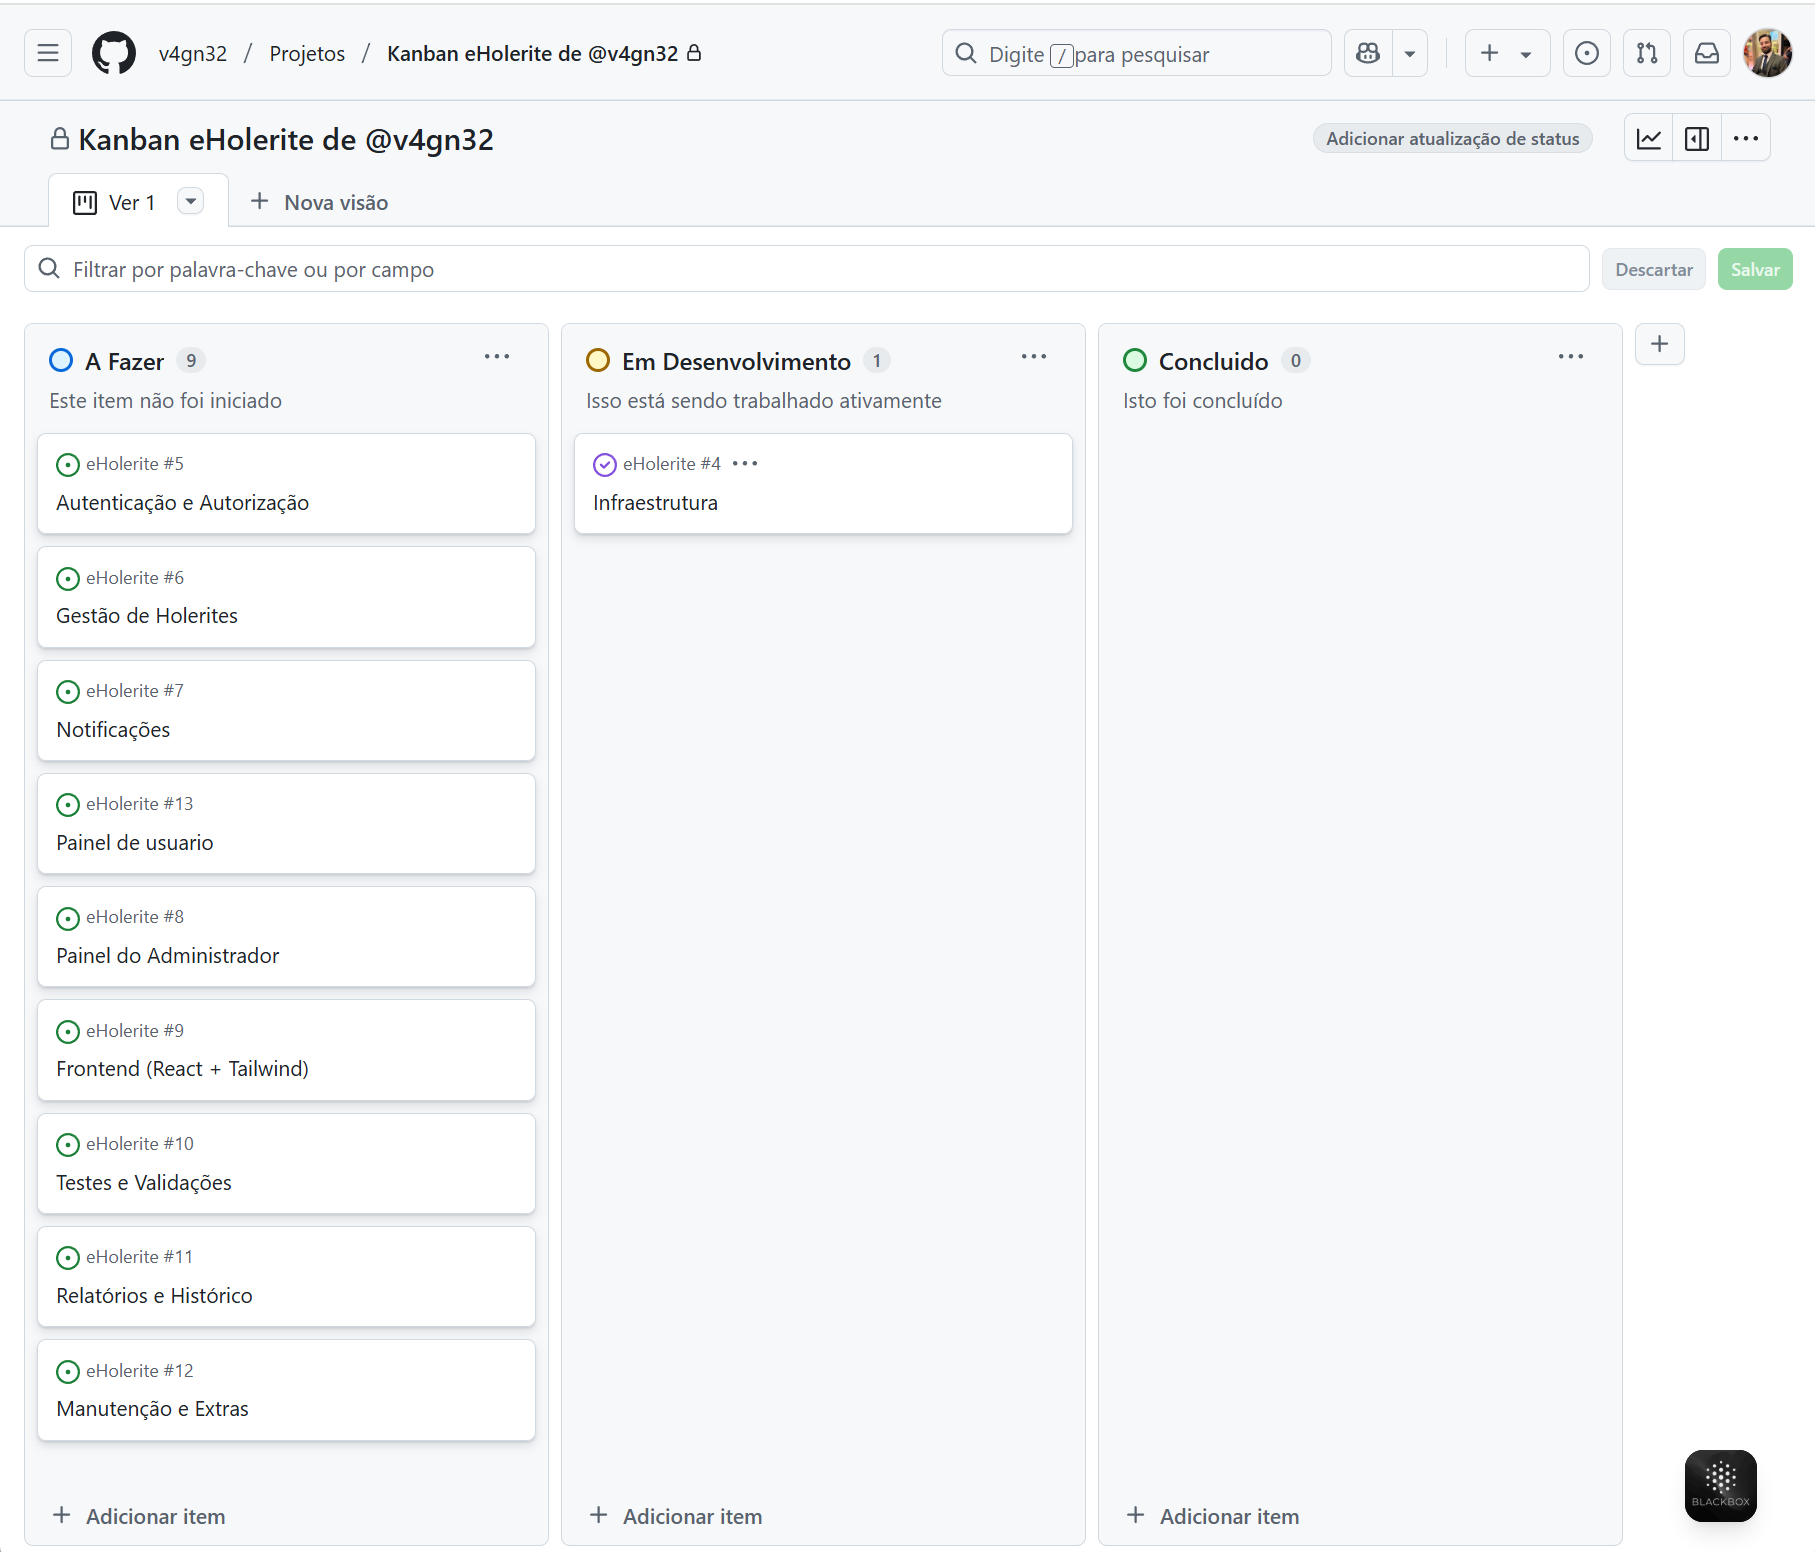 v4gn32 / Projetos / Kanban eHolerite de @v4gn32
Digite / para pesquisar
Kanban eHolerite de @v4gn32
Adicionar atualização de status
Ver 1
Nova visão
Filtrar por palavra-chave ou por campo
Descartar
Salvar
A Fazer 9
Este item não foi iniciado
eHolerite #5
Autenticação e Autorização
eHolerite #6
Gestão de Holerites
eHolerite #7
Notificações
eHolerite #13
Painel de usuario
eHolerite #8
Painel do Administrador
eHolerite #9
Frontend (React + Tailwind)
eHolerite #10
Testes e Validações
eHolerite #11
Relatórios e Histórico
eHolerite #12
Manutenção e Extras
Adicionar item
Em Desenvolvimento 1
Isso está sendo trabalhado ativamente
eHolerite #4
Infraestrutura
Adicionar item
Concluido 0
Isto foi concluído
Adicionar item
BLACKBOX